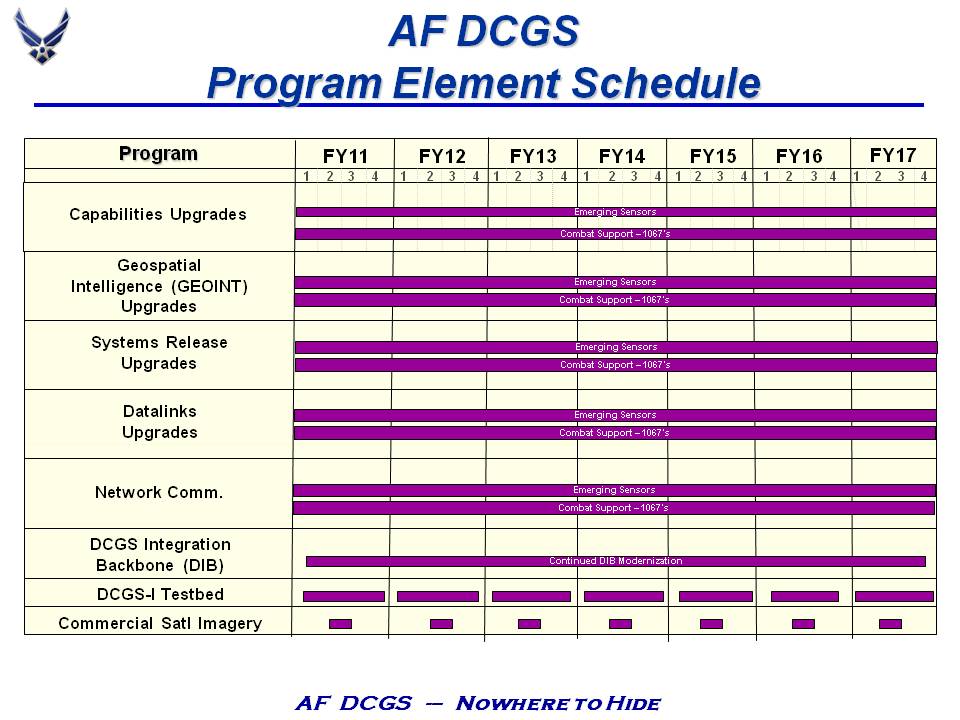 AF DCGS
Program Element Schedule
Program FY11 FY12 FY13 FY14 FY15 FY16 FY17
1 2 3 4 1 2 3 4 1 2 3 4 1 2 3 4 1 2 3 4 1 2 3 4 1 2 3 4
Capabilities Upgrades
Emerging Sensors
Combat Support – 1067's
Geospatial
Intelligence (GEOINT)
Upgrades
Emerging Sensors
Combat Support – 1067's
Systems Release
Upgrades
Emerging Sensors
Combat Support – 1067's
Datalinks
Upgrades
Emerging Sensors
Combat Support – 1067's
Network Comm.
Emerging Sensors
Combat Support – 1067's
DCGS Integration
Backbone (DIB)
Continued DIB Modernization
DCGS-I Testbed
Commercial Satl Imagery
AF DCGS — Nowhere to Hide